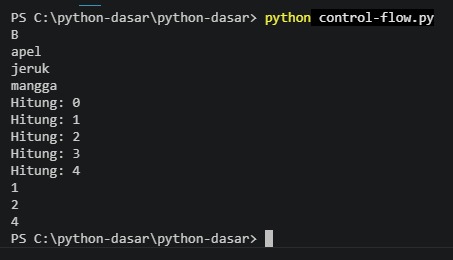 PS C:\python-dasar\python-dasar> python control-flow.py
B
apel
jeruk
mangga
Hitung: 0
Hitung: 1
Hitung: 2
Hitung: 3
Hitung: 4
1
2
4
PS C:\python-dasar\python-dasar>